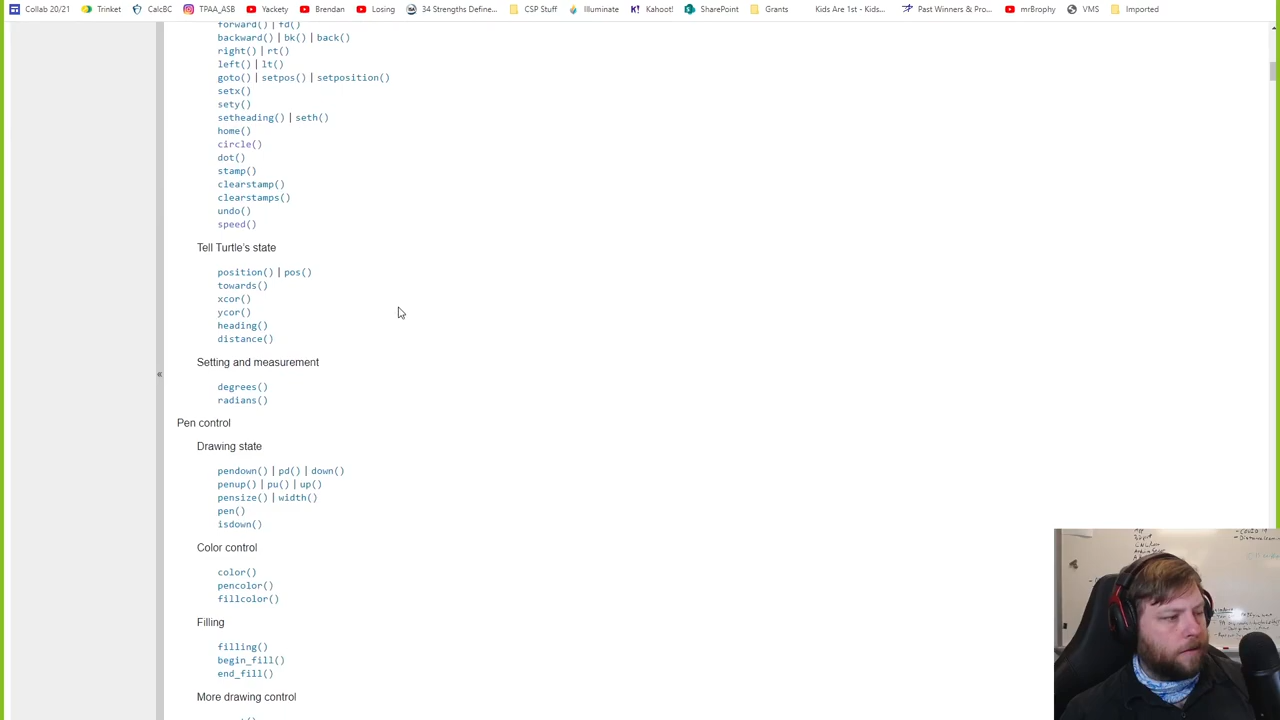 Collab 20/21 Trinket CalcBC TPAA_ASB Yackety Brendan Losing 34 Strengths Define... CSP Stuff Illuminate Kahoot! SharePoint Grants Kids Are 1st - Kids... Past Winners & Pro... mrBrophy VMS Imported
forward() | fd()
backward() | bk() | back()
right() | rt()
left() | lt()
goto() | setpos() | setposition()
setx()
sety()
setheading() | seth()
home()
circle()
dot()
stamp()
clearstamp()
clearstamps()
undo()
speed()
Tell Turtle's state
position() | pos()
towards()
xcor()
ycor()
heading()
distance()
Setting and measurement
«
degrees()
radians()
Pen control
Drawing state
pendown() | pd() | down()
penup() | pu() | up()
pensize() | width()
pen()
isdown()
Color control
color()
pencolor()
fillcolor()
Filling
filling()
begin_fill()
end_fill()
More drawing control